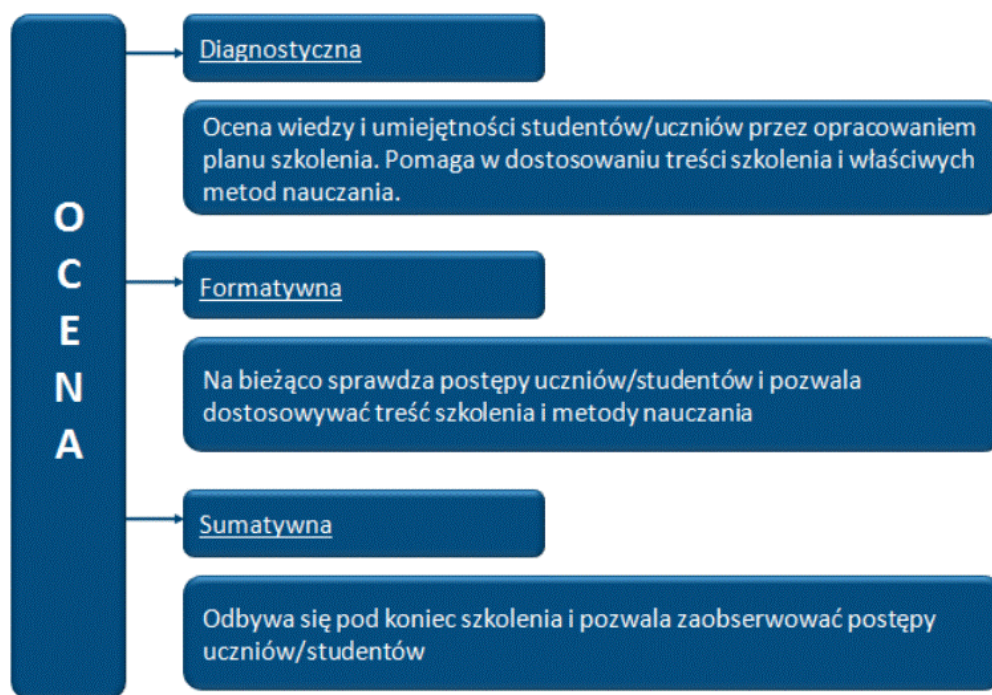 OCENA
Diagnostyczna
Ocena wiedzy i umiejętności studentów/uczniów przez opracowaniem
planu szkolenia. Pomaga w dostosowaniu treści szkolenia i właściwych
metod nauczania.
Formatywna
Na bieżąco sprawdza postępy uczniów/studentów i pozwala
dostosowywać treść szkolenia i metody nauczania
Sumatywna
Odbywa się pod koniec szkolenia i pozwala zaobserwować postępy
uczniów/studentów